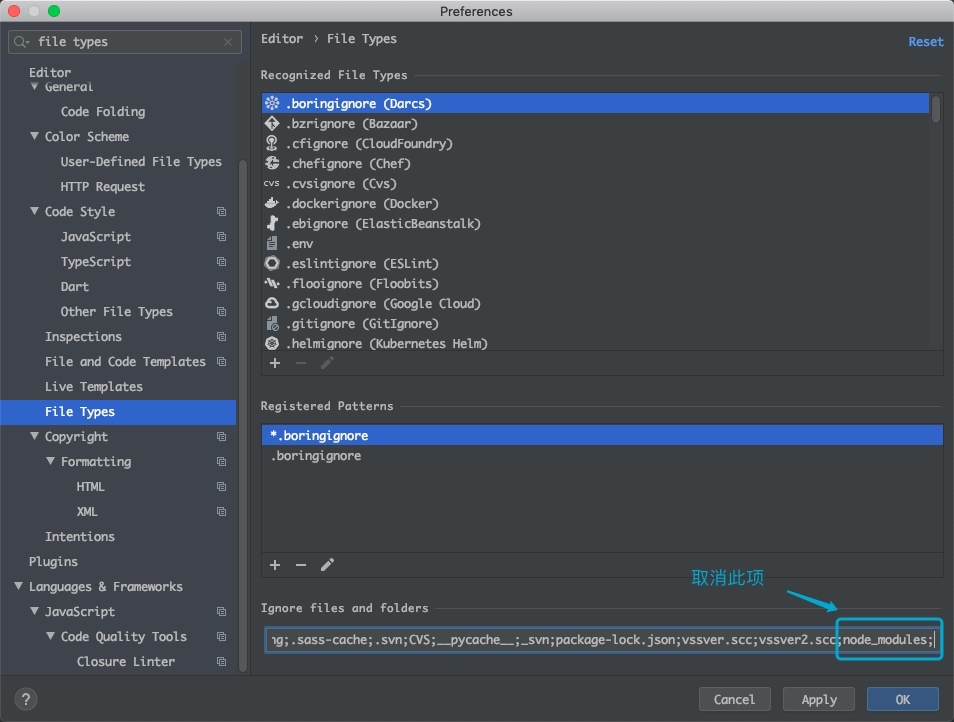 Preferences
file types
Editor
General
Code Folding
Color Scheme
User-Defined File Types
HTTP Request
Code Style
JavaScript
TypeScript
Dart
Other File Types
Inspections
File and Code Templates
Live Templates
File Types
Copyright
Formatting
HTML
XML
Intentions
Plugins
Languages & Frameworks
JavaScript
Code Quality Tools
Closure Linter
Editor › File Types
Reset
Recognized File Types
.boringignore (Darcs)
.bzrignore (Bazaar)
.cfignore (CloudFoundry)
.chefignore (Chef)
cvs .cvsignore (Cvs)
.dockerignore (Docker)
.ebignore (ElasticBeanstalk)
.env
.eslintignore (ESLint)
.flooignore (Floobits)
.gcloudignore (Google Cloud)
.gitignore (GitIgnore)
.helmignore (Kubernetes Helm)
Registered Patterns
*.boringignore
.boringignore
取消此项
Ignore files and folders
ng;.sass-cache;.svn;CVS;__pycache__;_svn;package-lock.json;vssver.scc;vssver2.scc;node_modules;
?
Cancel
Apply
OK